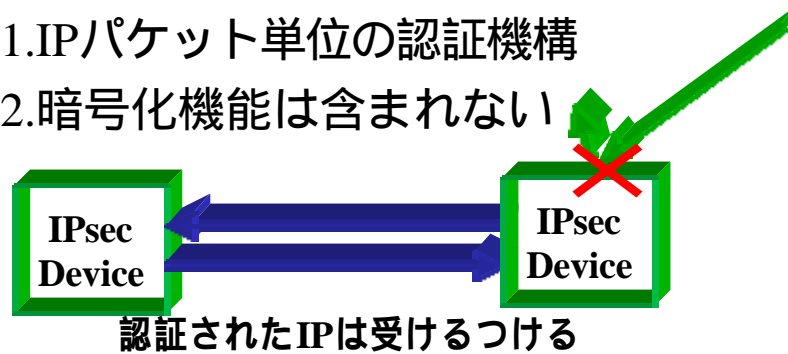 1.IPパケット単位の認証機構
2.暗号化機能は含まれない
IPsec
Device
IPsec
Device
認証されたIPは受けるつける